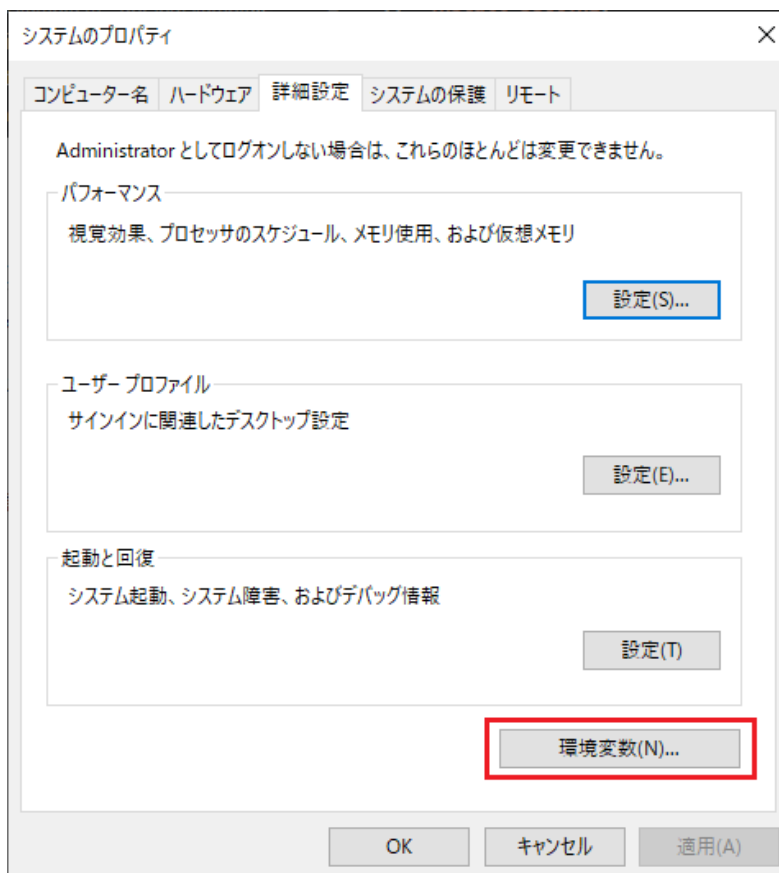 システムのプロパティ
コンピューター名 ハードウェア 詳細設定 システムの保護 リモート
Administrator としてログオンしない場合は、これらのほとんどは変更できません。
パフォーマンス
視覚効果、プロセッサのスケジュール、メモリ使用、および仮想メモリ
設定(S)...
ユーザー プロファイル
サインインに関連したデスクトップ設定
設定(E)...
起動と回復
システム起動、システム障害、およびデバッグ情報
設定(T)
環境変数(N)...
OK キャンセル 適用(A)